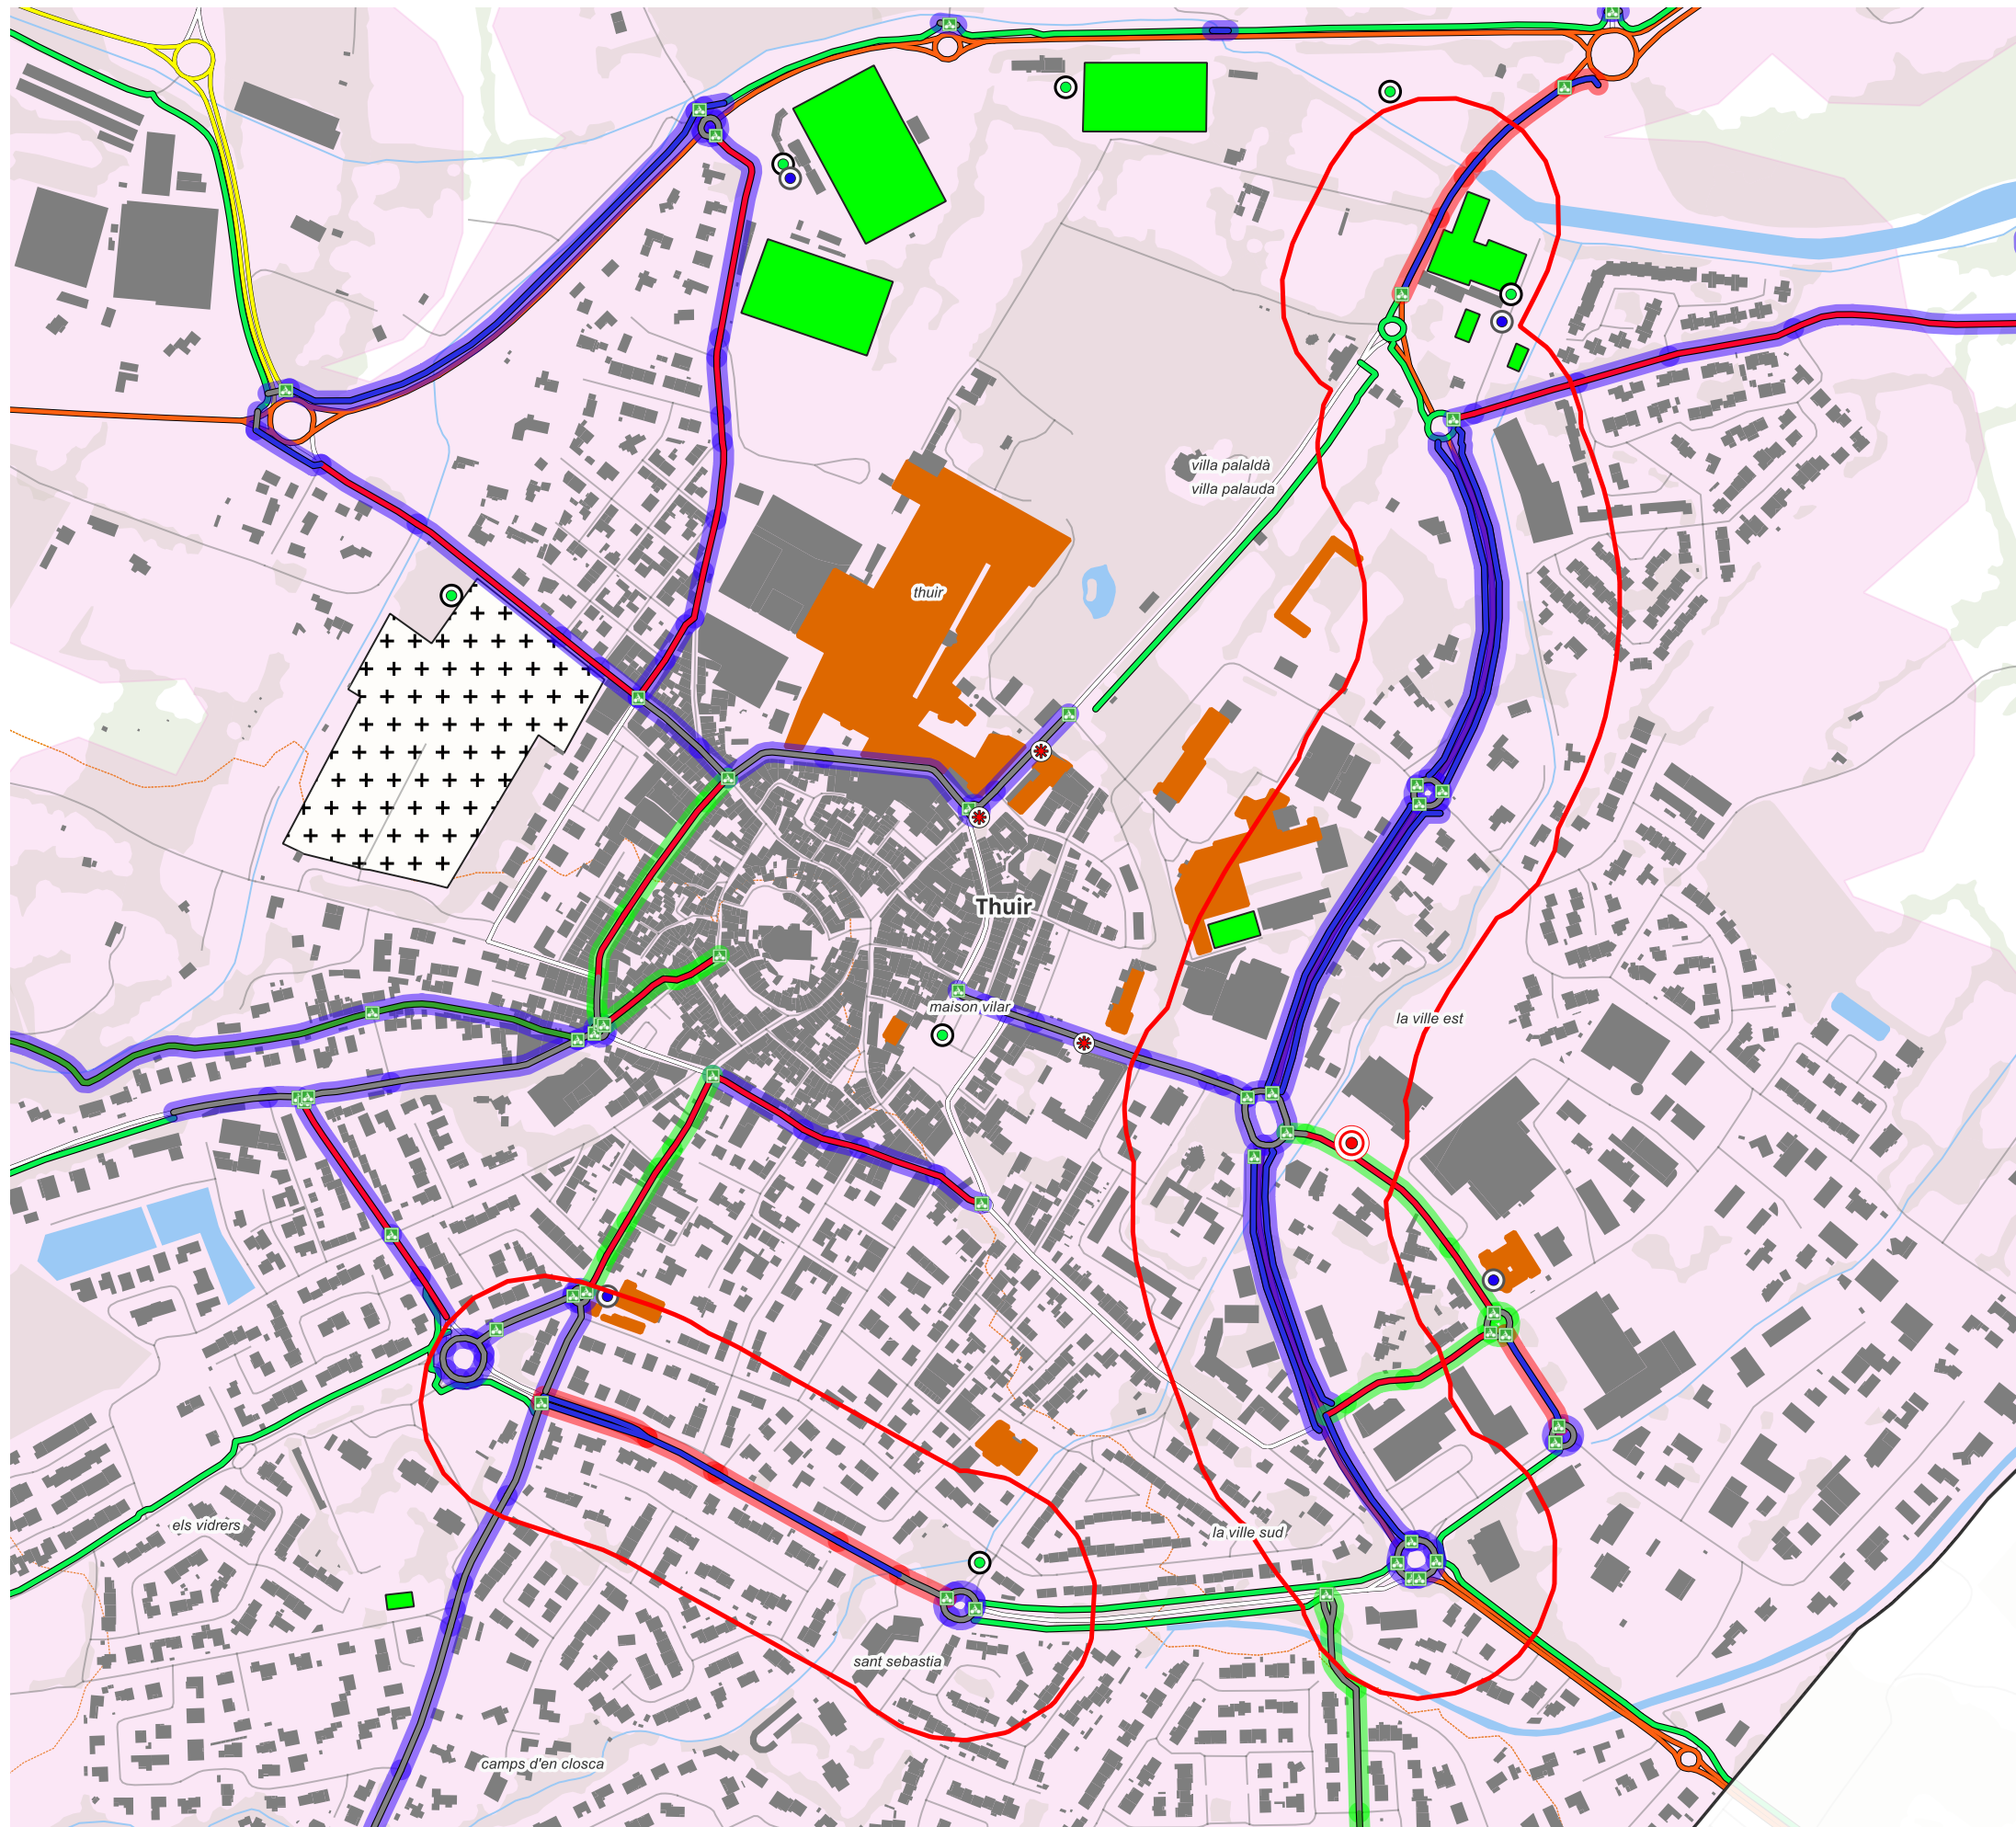 villa palaldà
villa palauda
thuir
Thuir
maison vilar
la ville est
els vidrers
la ville sud
sant sebastia
camps d'en closca